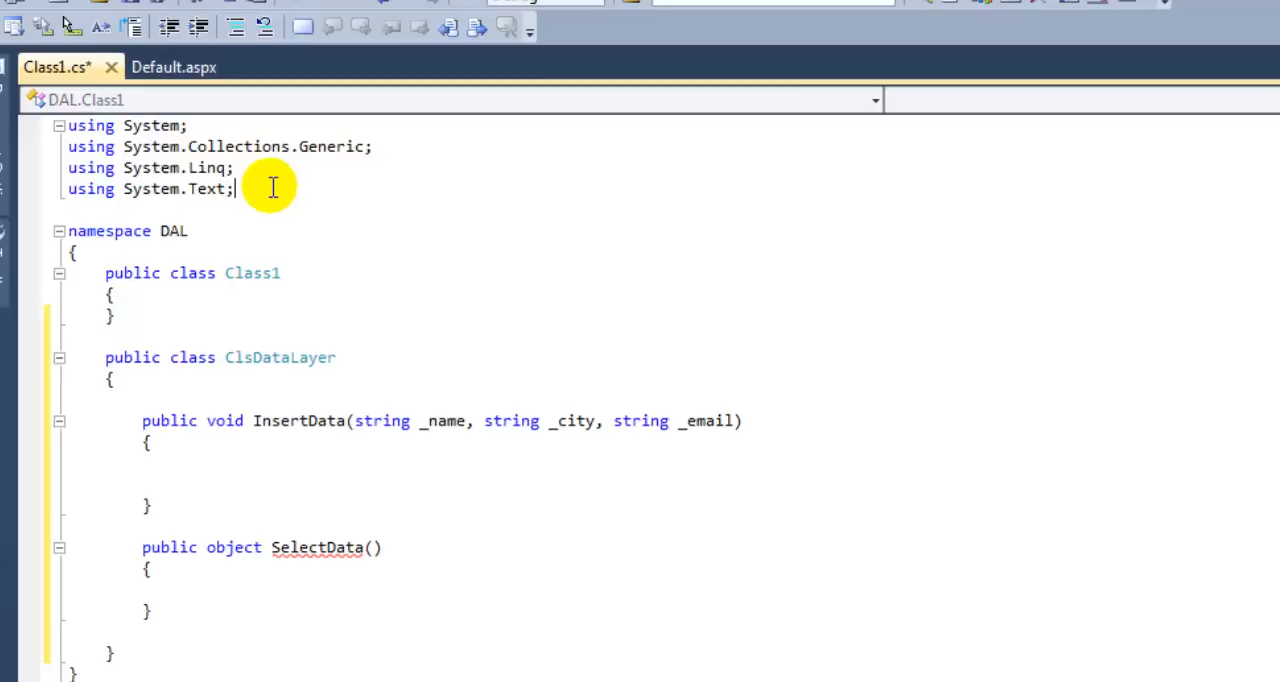 Class1.cs* Default.aspx
DAL.Class1
using System;
using System.Collections.Generic;
using System.Linq;
using System.Text;
namespace DAL
{
public class Class1
{
}
public class ClsDataLayer
{
public void InsertData(string _name, string _city, string _email)
{
}
public object SelectData()
{
}
}
}